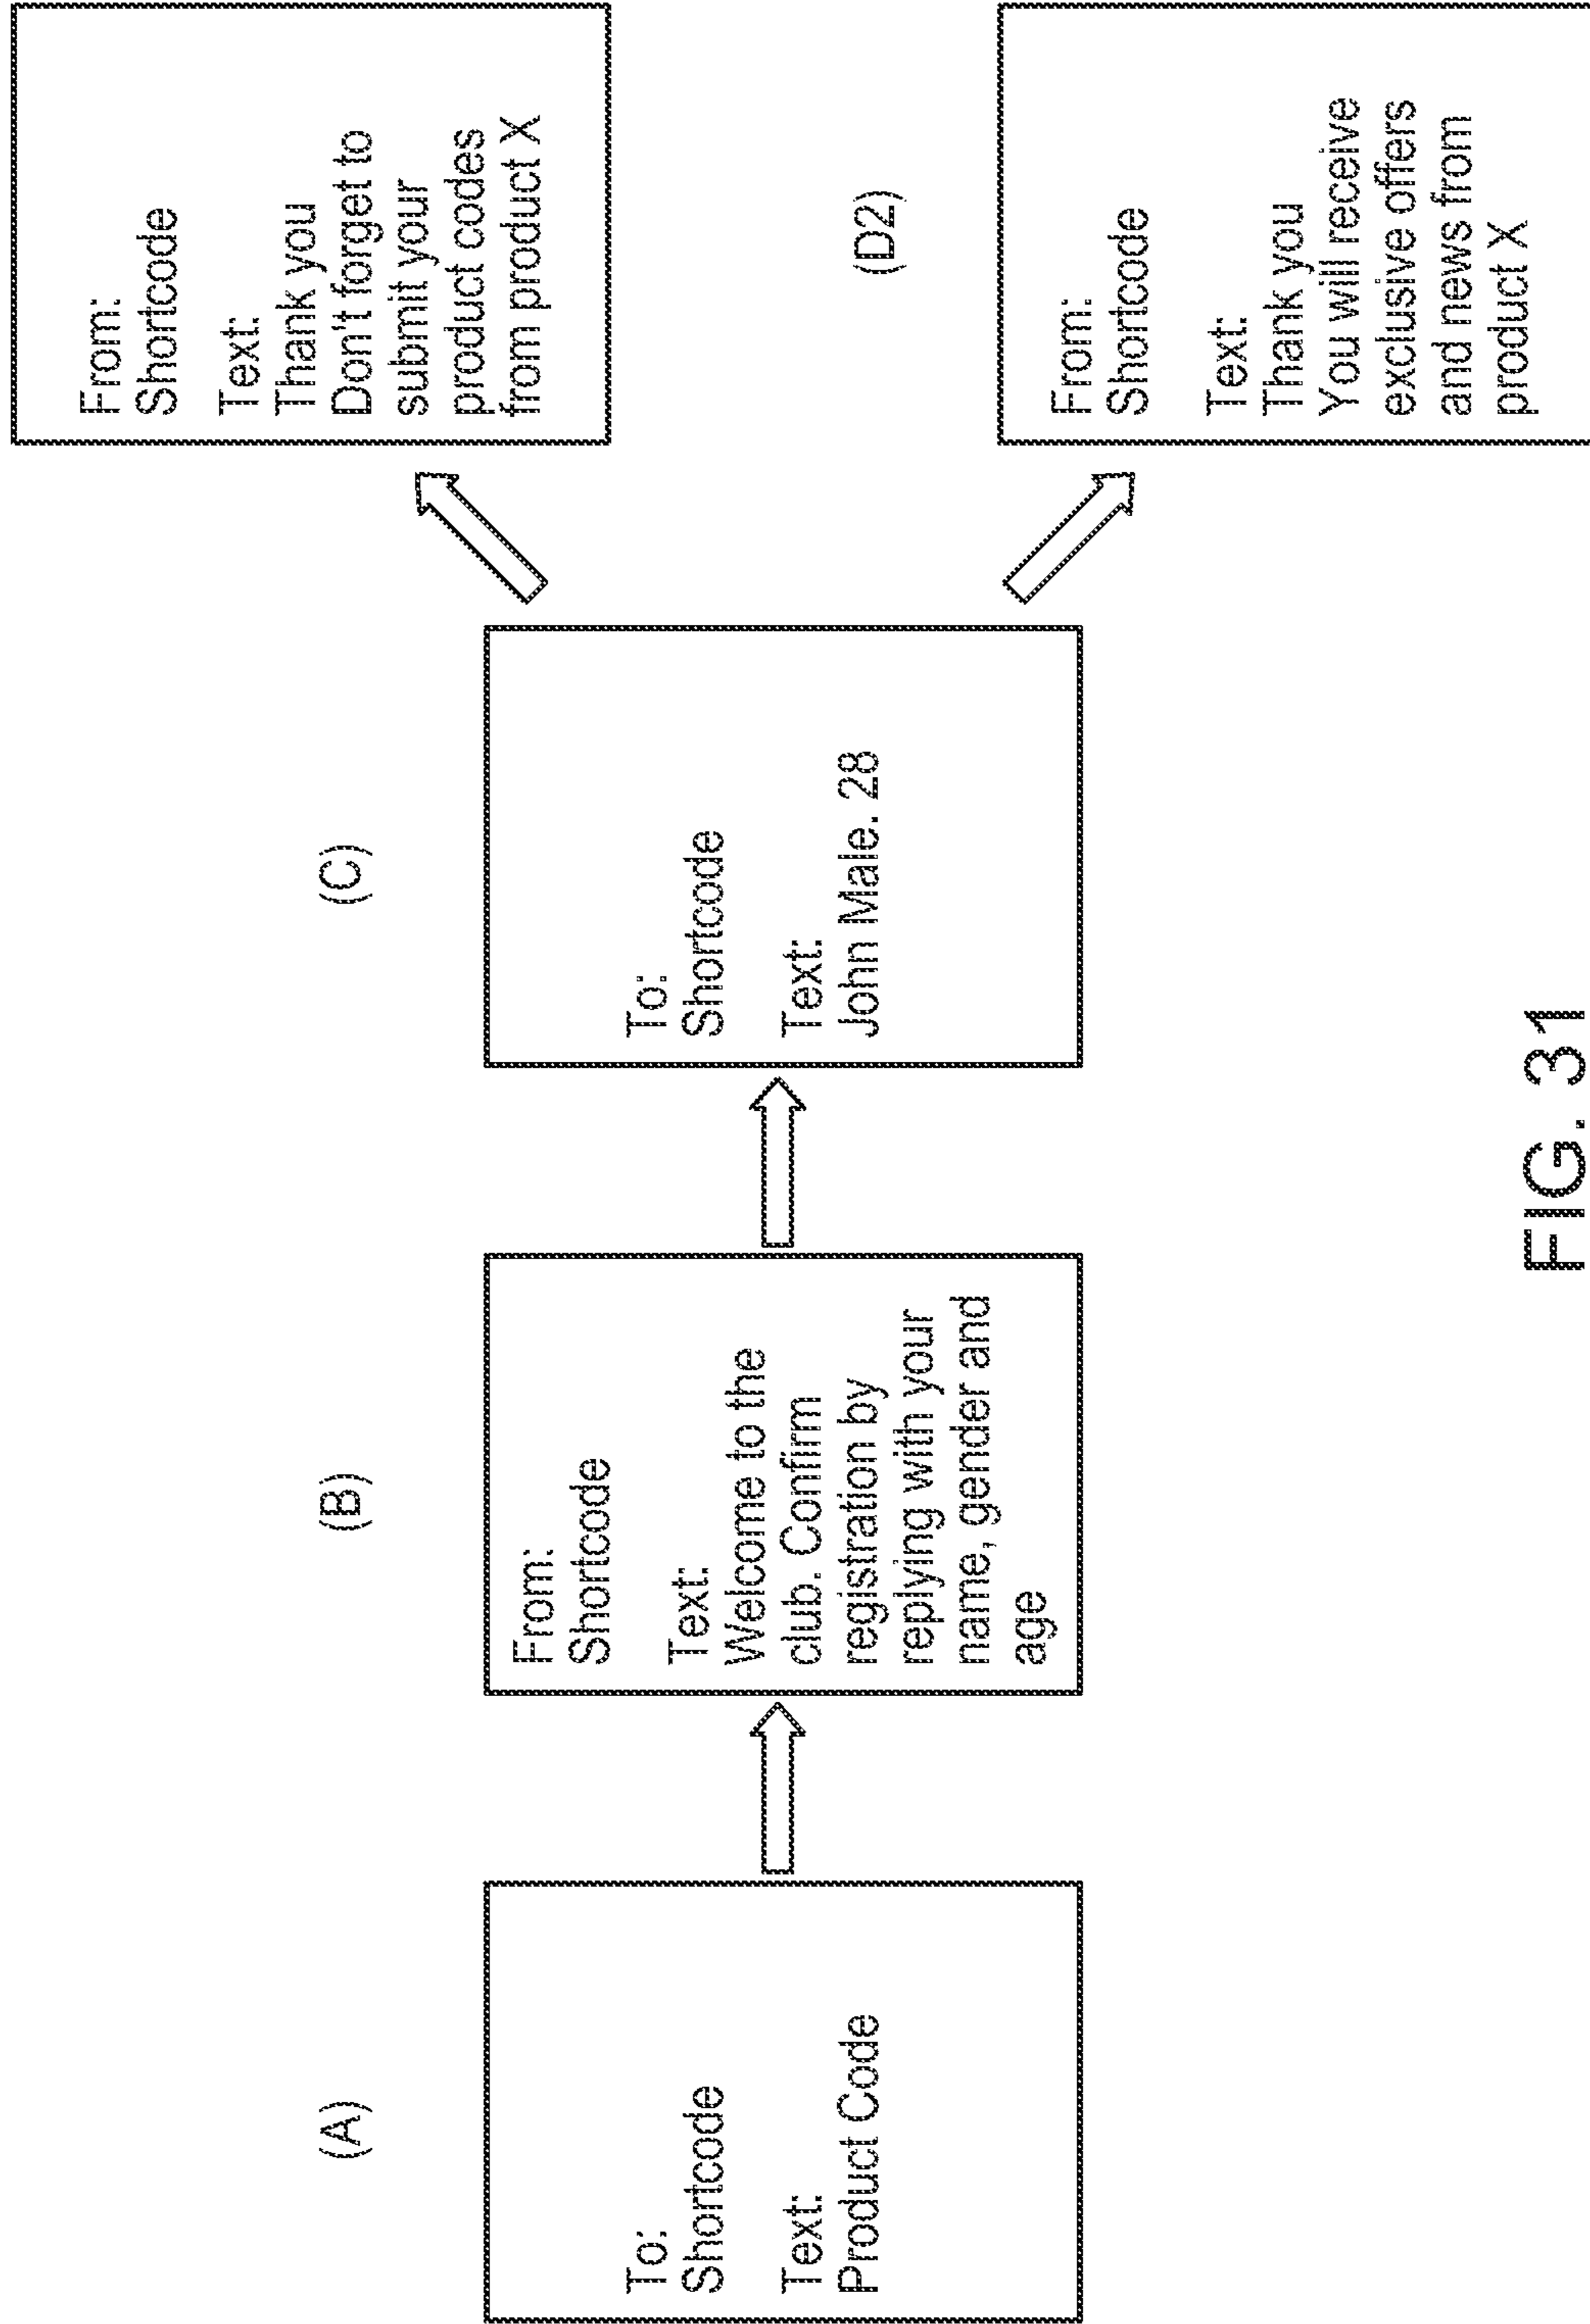 (A)
To:
Shortcode
Text:
Product Code
(B)
From:
Shortcode
Text:
Welcome to the
club. Confirm
registration by
replying with your
name, gender and
age
(C)
To:
Shortcode
Text:
John Male. 28
From:
Shortcode
Text:
Thank you
Don't forget to
submit your
product codes
from product X
(D2)
From:
Shortcode
Text:
Thank you
You will receive
exclusive offers
and news from
product X
FIG. 31